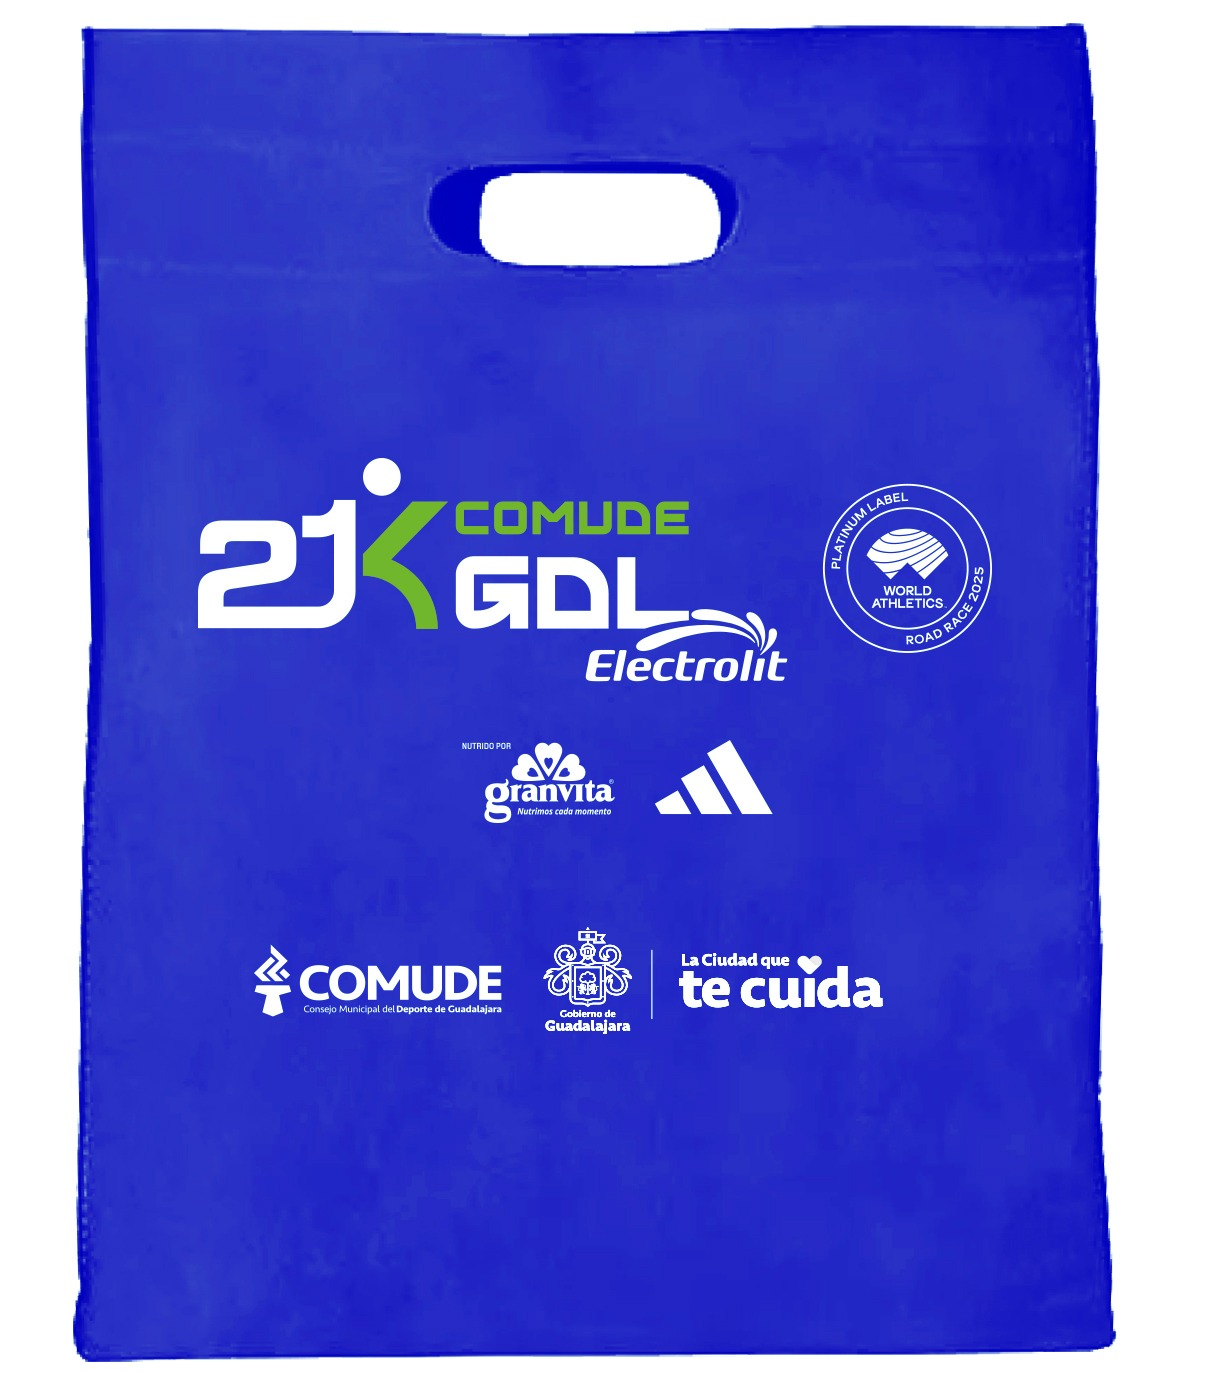 21K COMUDE
GDL
Electrolit
PLATINUM LABEL
WORLD
ATHLETICS
ROAD RACE 2025
NUTRIDO POR
granvita®
Nutrimos cada momento
COMUDE
Consejo Municipal del Deporte de Guadalajara
Gobierno de
Guadalajara
La Ciudad que
te cuida